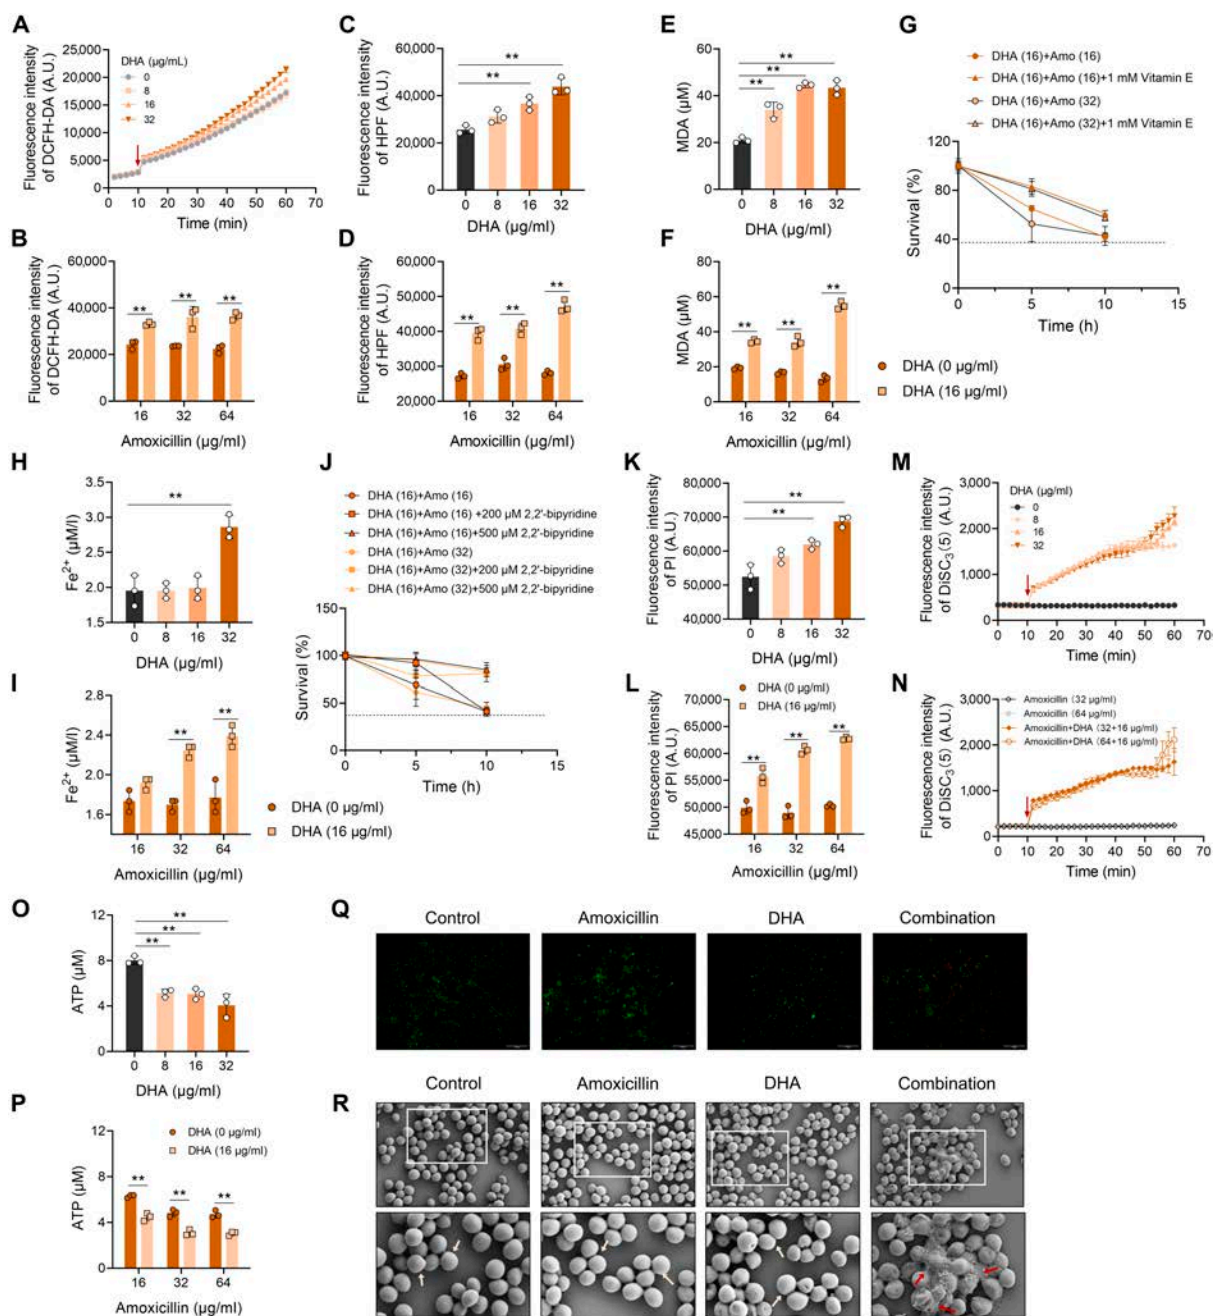 A
Fluorescence intensity
of DCFH-DA (A.U.)
25,000
20,000
15,000
10,000
5,000
0
DHA (µg/mL)
0
8
16
32
0 10 20 30 40 50 60 70
Time (min)
C
Fluorescence intensity
of HPF (A.U.)
60,000
40,000
20,000
0
**
**
0 8 16 32
DHA (µg/ml)
E
MDA (µM)
60
40
20
0
**
**
**
0 8 16 32
DHA (µg/ml)
G
DHA (16)+Amo (16)
DHA (16)+Amo (16)+1 mM Vitamin E
DHA (16)+Amo (32)
DHA (16)+Amo (32)+1 mM Vitamin E
Survival (%)
120
80
40
0
0 5 10 15
Time (h)
B
Fluorescence intensity
of DCFH-DA (A.U.)
60,000
40,000
20,000
0
** ** **
16 32 64
Amoxicillin (µg/ml)
D
Fluorescence intensity
of HPF (A.U.)
60,000
50,000
40,000
30,000
20,000
** ** **
16 32 64
Amoxicillin (µg/ml)
F
MDA (µM)
80
60
40
20
0
** ** **
16 32 64
Amoxicillin (µg/ml)
DHA (0 µg/ml)
DHA (16 µg/ml)
H
Fe2+ (µM/l)
3.5
3.0
2.5
2.0
1.5
**
0 8 16 32
DHA (µg/ml)
J
DHA (16)+Amo (16)
DHA (16)+Amo (16) +200 µM 2,2'-bipyridine
DHA (16)+Amo (16)+500 µM 2,2'-bipyridine
DHA (16)+Amo (32)
DHA (16)+Amo (32)+200 µM 2,2'-bipyridine
DHA (16)+Amo (32)+500 µM 2,2'-bipyridine
Survival (%)
150
100
50
0
0 5 10 15
Time (h)
K
Fluorescence intensity
of PI (A.U.)
80,000
70,000
60,000
50,000
40,000
**
**
0 8 16 32
DHA (µg/ml)
M
Fluorescence intensity
of DiSC3(5) (A.U.)
3,000
2,000
1,000
0
DHA
(µg/ml)
0
8
16
32
0 10 20 30 40 50 60 70
Time (min)
I
Fe2+ (µM/l)
2.8
2.4
2.0
1.6
** **
16 32 64
Amoxicillin (µg/ml)
DHA (0 µg/ml)
DHA (16 µg/ml)
L
Fluorescence intensity
of PI (A.U.)
70,000
65,000
60,000
55,000
50,000
45,000
DHA (0 µg/ml)
DHA (16 µg/ml)
** ** **
16 32 64
Amoxicillin (µg/ml)
N
Fluorescence intensity
of DiSC3(5) (A.U.)
3,000
2,000
1,000
0
Amoxicillin (32 µg/ml)
Amoxicillin (64 µg/ml)
Amoxicillin+DHA (32+16 µg/ml)
Amoxicillin+DHA (64+16 µg/ml)
0 10 20 30 40 50 60 70
Time (min)
O
ATP (µM)
12
8
4
0
**
**
**
0 8 16 32
DHA (µg/ml)
Q
Control Amoxicillin DHA Combination
P
ATP (µM)
12
8
4
0
DHA (0 µg/ml)
DHA (16 µg/ml)
** ** **
16 32 64
Amoxicillin (µg/ml)
R
Control Amoxicillin DHA Combination